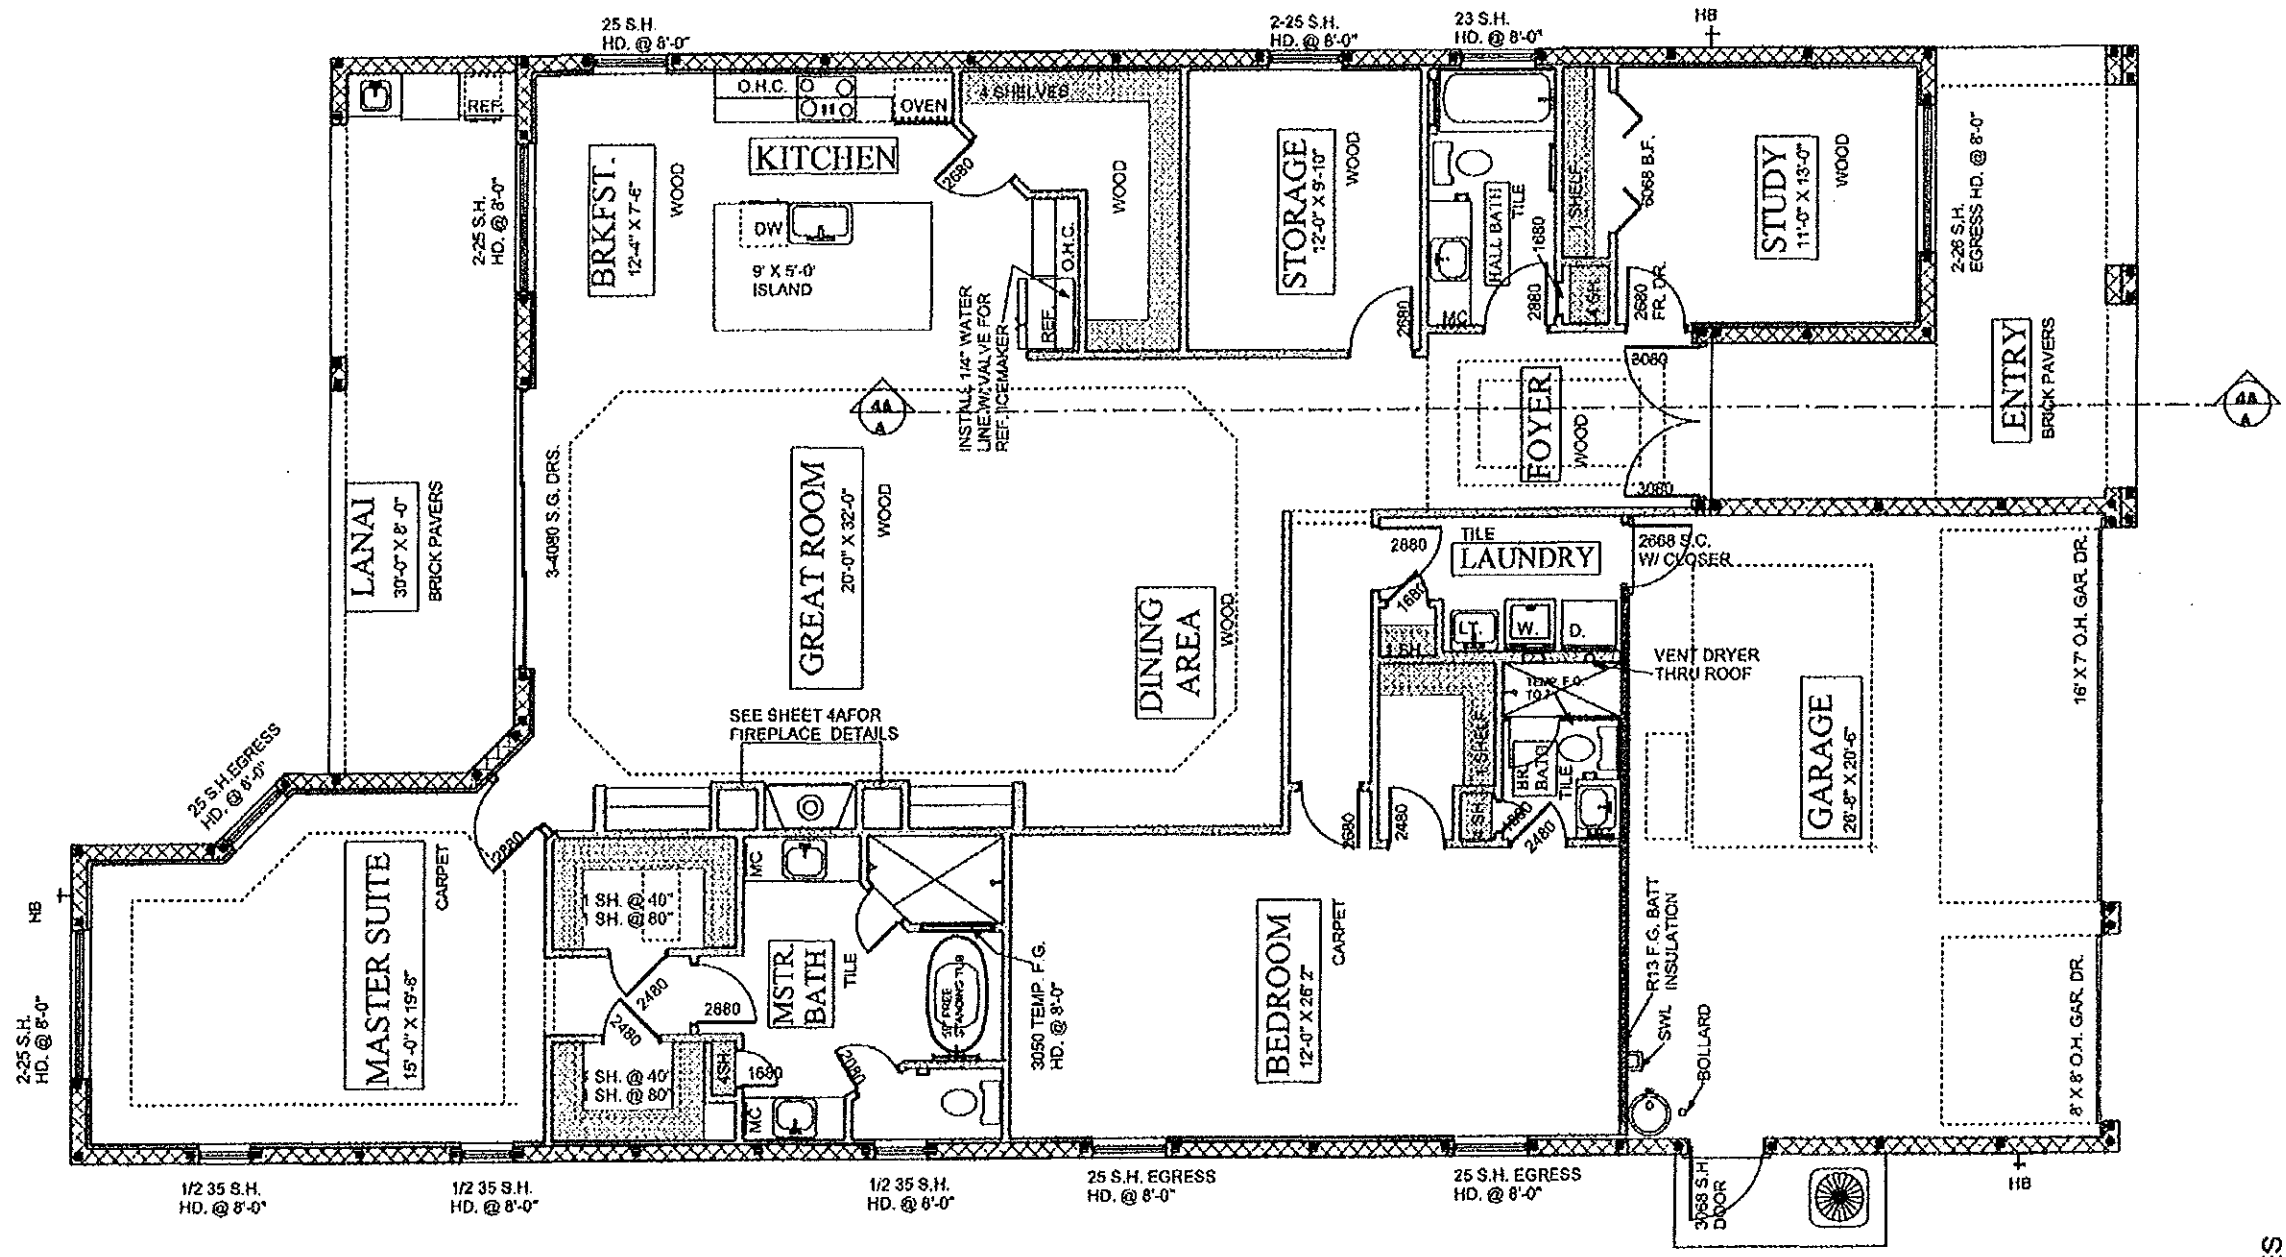 25 S.H.
HD. @ 8'-0"
2-25 S.H.
HD. @ 8'-0"
23 S.H.
HD. @ 8'-0"
HB
REF.
O.H.C.
OVEN
4 SHELVES
KITCHEN
BRKFST.
12'-4" X 7'-6"
WOOD
2680
WOOD
STORAGE
12'-0" X 9'-10"
WOOD
HALL BATH
TILE
1 SHELF
6068 B.F.
STUDY
11'-0" X 13'-0"
WOOD
2-25 S.H.
HD. @ 8'-0"
DW
9' X 5'-0'
ISLAND
O.H.C.
REF.
INSTALL 1/4" WATER
LINE W/VALVE FOR
REF. ICEMAKER
2680
MC
2880
1680
4 SH.
2680
FR. DR.
2-26 S.H.
EGRESS HD. @ 8'-0"
ENTRY
BRICK PAVERS
3080
3080
FOYER
WOOD
4A
A
4A
A
LANAI
30'-0" X 8'-0"
BRICK PAVERS
3-4080 S.G. DRS.
GREAT ROOM
20'-0" X 32'-0"
WOOD
DINING
AREA
WOOD
2880
TILE
LAUNDRY
2668 S.C.
W/ CLOSER
1680
LT.
W.
D.
VENT DRYER
THRU ROOF
16' X 7' O.H. GAR. DR.
SEE SHEET 4AFOR
FIREPLACE DETAILS
25 S.H.EGRESS
HD. @ 8'-0"
1 SHELF
BR.
BATH
TILE
GARAGE
26'-8" X 20'-6"
2680
2480
4 SH.
1680
2480
2-25 S.H.
HD. @ 8'-0"
HB
MASTER SUITE
15'-0" X 19'-8"
CARPET
2880
1 SH. @ 40"
1 SH. @ 80"
MC
2480
2480
2680
MSTR.
BATH
TILE
FREE
STANDING TUB
3050 TEMP. F.G.
HD. @ 8'-0"
BEDROOM
12'-0" X 26'2"
CARPET
R13 F.G. BATT
INSULATION
SWL
BOLLARD
8' X 8' O.H. GAR. DR.
1 SH. @ 40"
1 SH. @ 80"
4SH.
1680
2080
MC
1/2 35 S.H.
HD. @ 8'-0"
1/2 35 S.H.
HD. @ 8'-0"
1/2 35 S.H.
HD. @ 8'-0"
25 S.H. EGRESS
HD. @ 8'-0"
25 S.H. EGRESS
HD. @ 8'-0"
3068 S.H
DOOR
HB